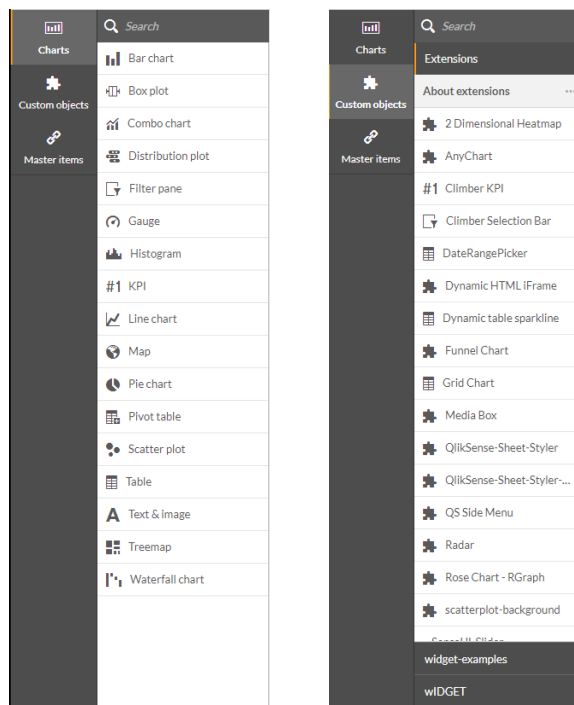 Charts
Custom objects
Master items
Search
Bar chart
Box plot
Combo chart
Distribution plot
Filter pane
Gauge
Histogram
#1 KPI
Line chart
Map
Pie chart
Pivot table
Scatter plot
Table
A Text & image
Treemap
Waterfall chart
Charts
Custom objects
Master items
Search
Extensions
About extensions ...
2 Dimensional Heatmap
AnyChart
#1 Climber KPI
Climber Selection Bar
DateRangePicker
Dynamic HTML iFrame
Dynamic table sparkline
Funnel Chart
Grid Chart
Media Box
QlikSense-Sheet-Styler
QlikSense-Sheet-Styler-...
QS Side Menu
Radar
Rose Chart - RGraph
scatterplot-background
widget-examples
wIDGET